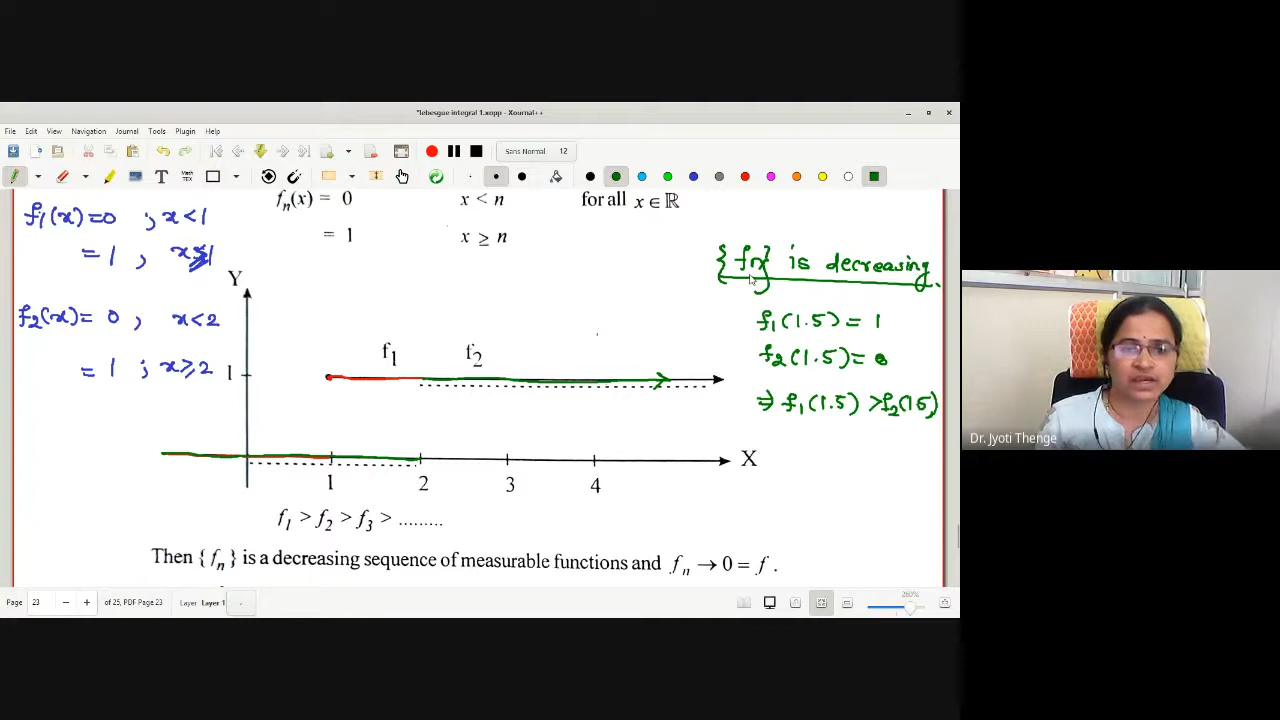 *lebesgue integral 1.xopp - Xournal++
File Edit View Navigation Journal Tools Plugin Help
Sans Normal 12
fₙ(x) = 0 x < n for all x ∈ ℝ
= 1 x ≥ n
f₁(x) = 0 ; x < 1
= 1 ,
f₂(x) = 0 , x < 2
= 1 ; x ≥ 2
{fn} is decreasing.
f₁(1.5) = 1
f₂(1.5) = 0
⇒ f₁(1.5) > f₂(1.5)
Y
f₁ f₂
1
X
1 2 3 4
f₁ > f₂ > f₃ > .........
Then {fₙ} is a decreasing sequence of measurable functions and fₙ → 0 = f .
Page 23 of 25, PDF Page 23 Layer Layer 1
260%
Dr. Jyoti Thenge